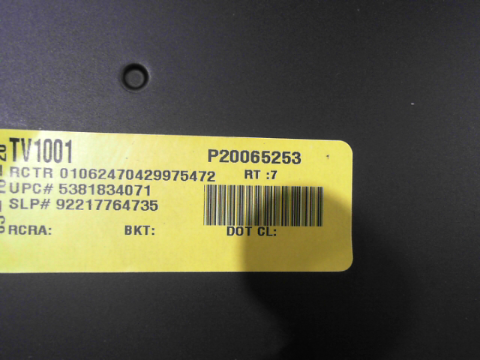 TV1001 P20065253
RCTR 01062470429975472 RT :7
UPC# 5381834071
SLP# 92217764735
RCRA: BKT: DOT CL: